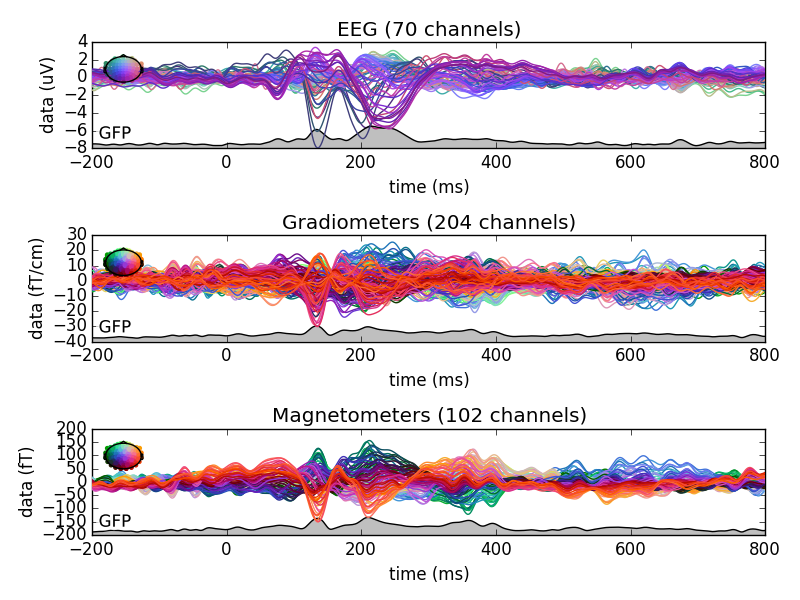 EEG (70 channels)
data (uV)
4
2
0
−2
−4
−6
−8
GFP
−200 0 200 400 600 800
time (ms)
Gradiometers (204 channels)
data (fT/cm)
30
20
10
0
−10
−20
−30
−40
GFP
−200 0 200 400 600 800
time (ms)
Magnetometers (102 channels)
data (fT)
200
150
100
50
0
−50
−100
−150
−200
GFP
−200 0 200 400 600 800
time (ms)